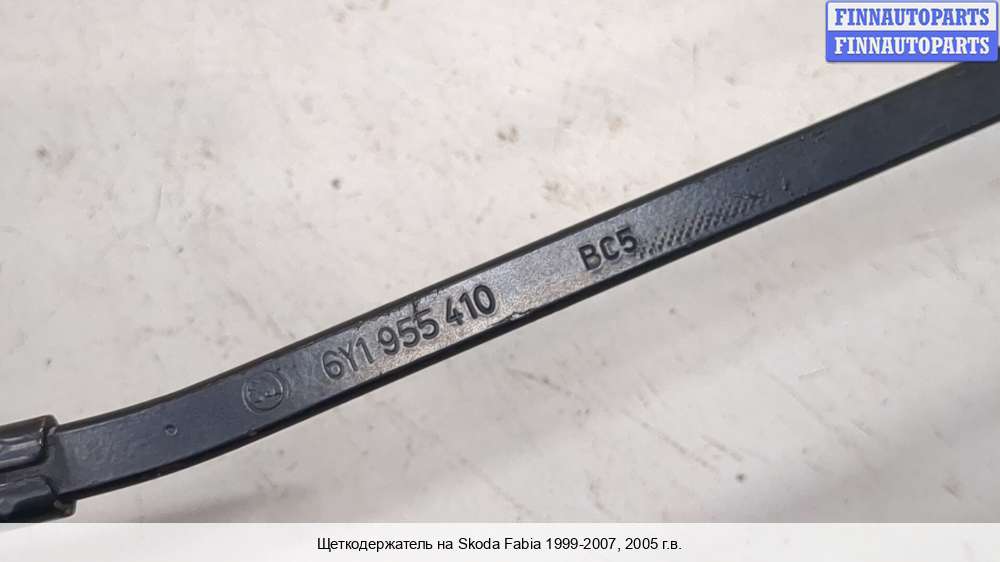 FINNAUTOPARTS
FINNAUTOPARTS
BC5
6Y1 955 410
Щеткодержатель на Skoda Fabia 1999-2007, 2005 г.в.